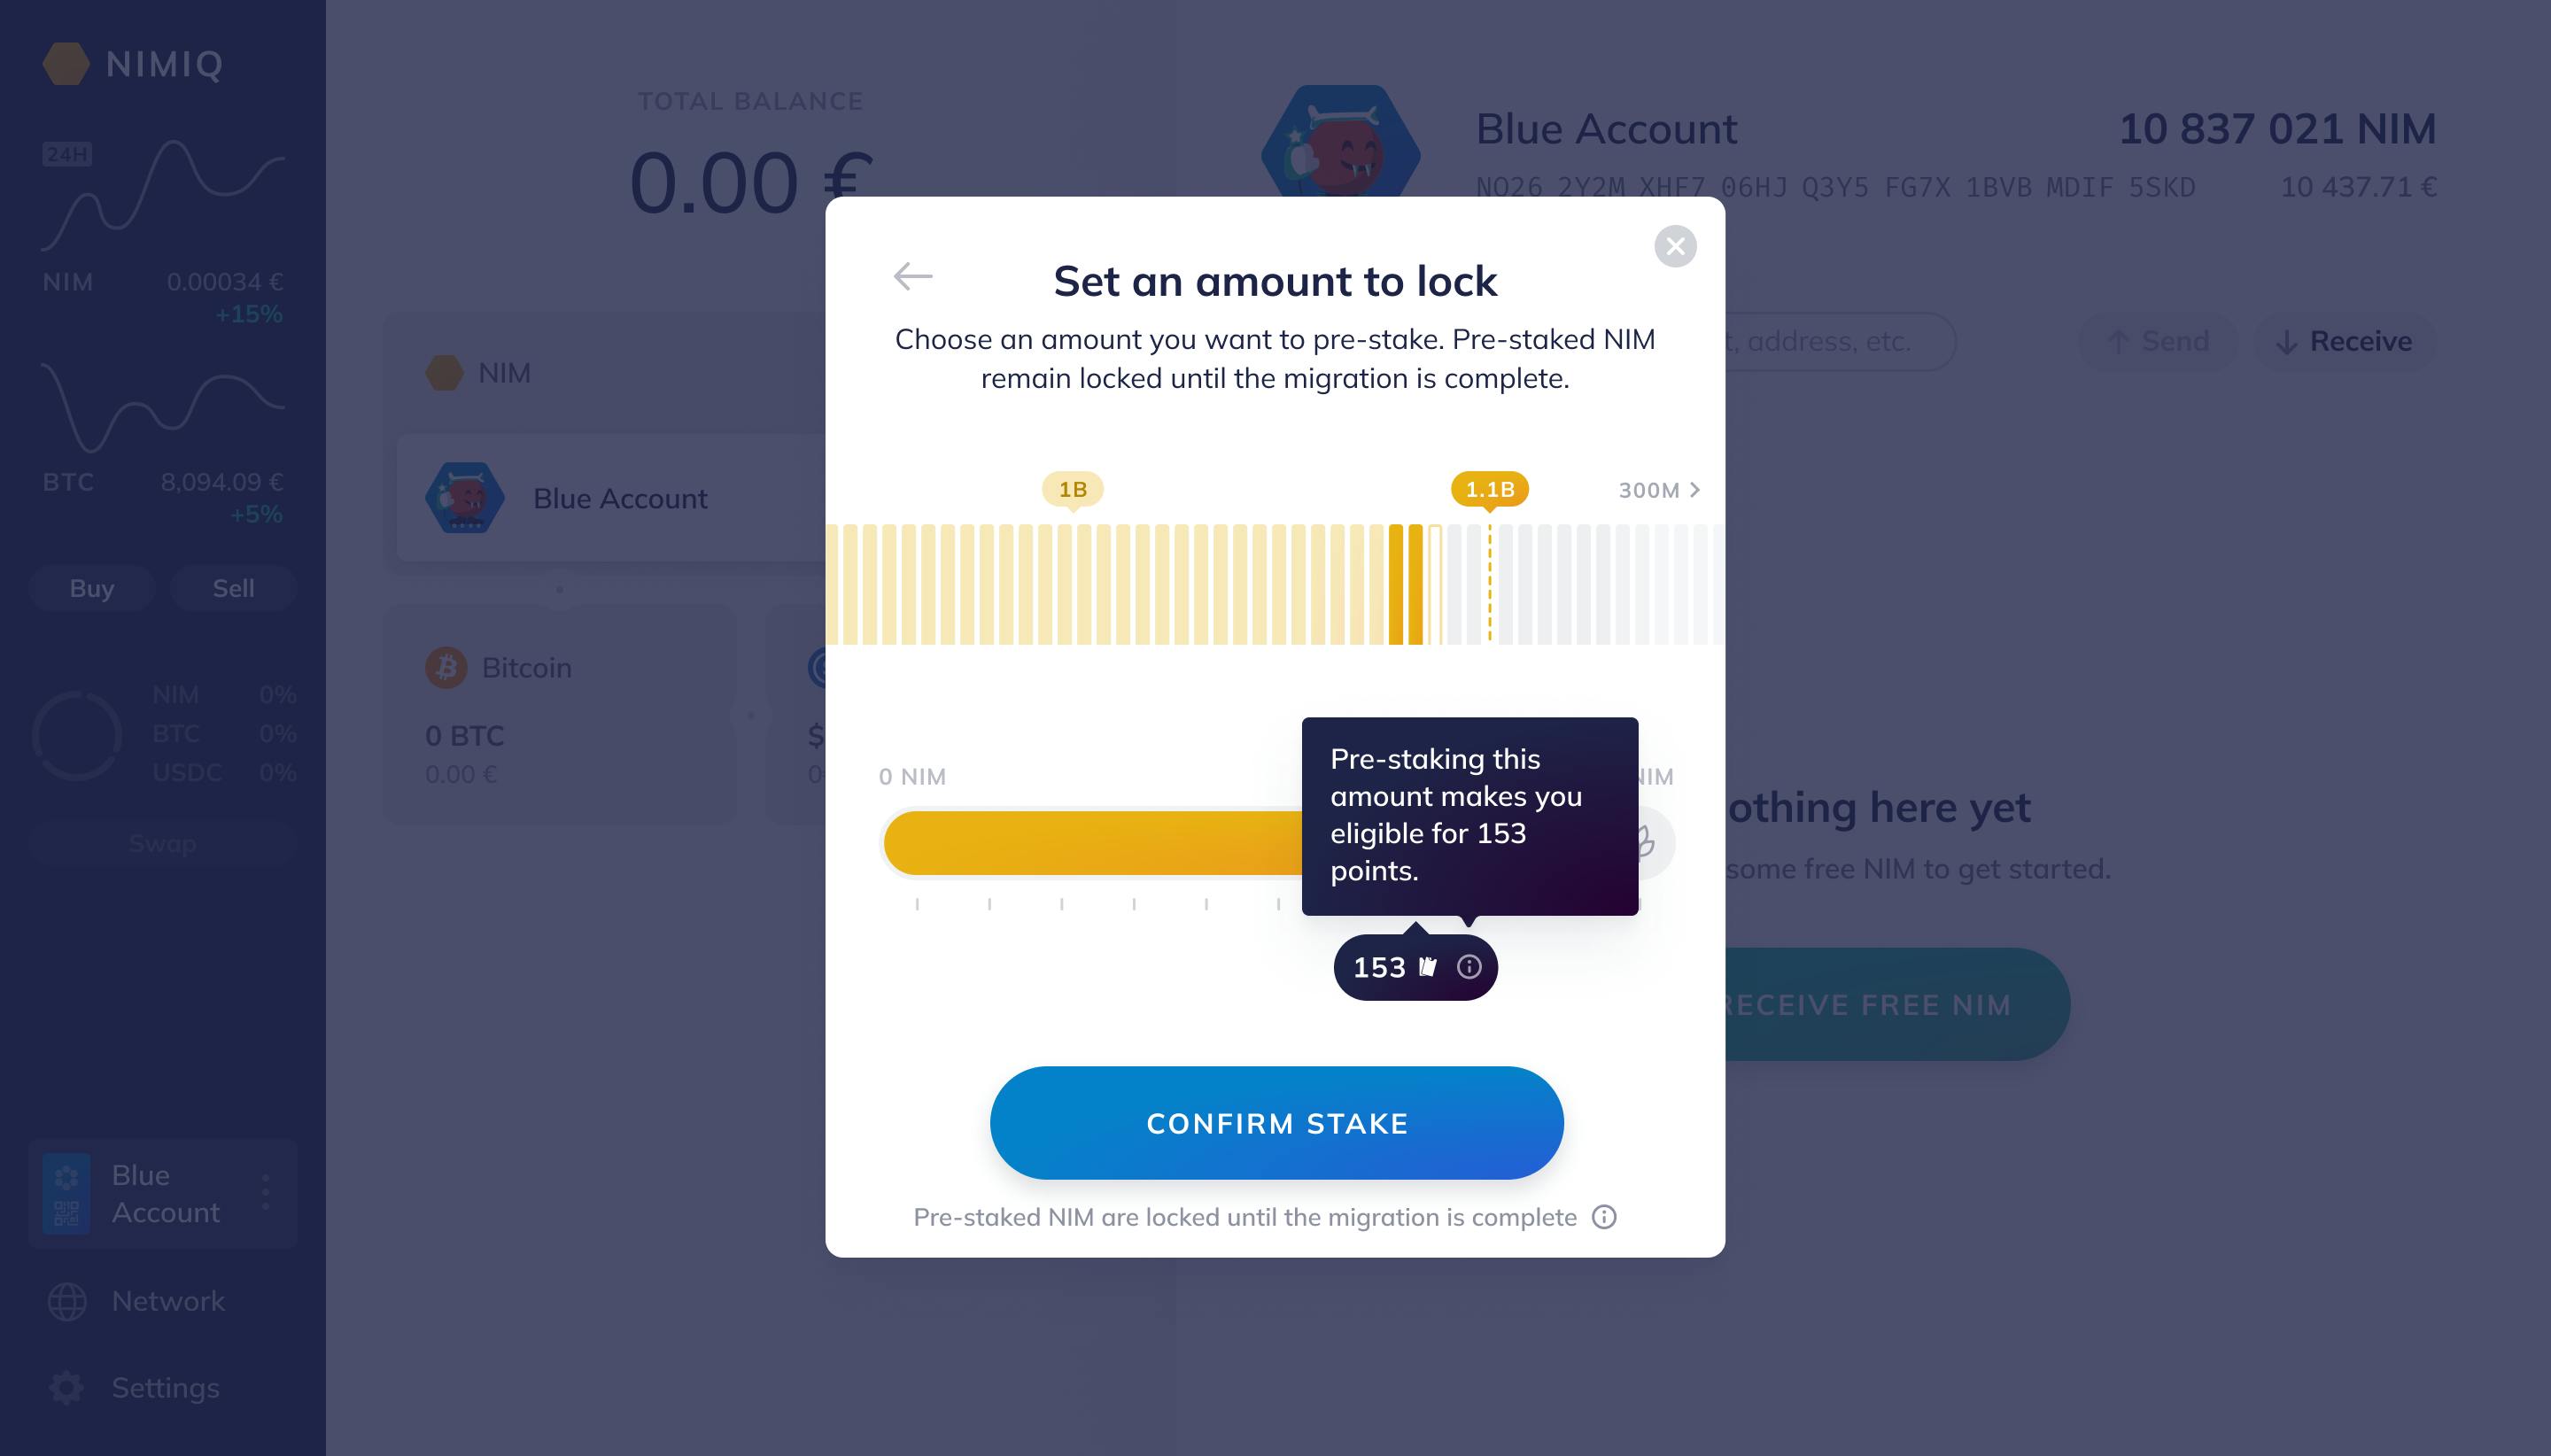 NIMIQ
24H
NIM 0.00034 €
+15%
BTC 8,094.09 €
+5%
Buy Sell
NIM 0%
BTC 0%
USDC 0%
Swap
Blue
Account
Network
Settings
TOTAL BALANCE
0.00 €
Blue Account 10 837 021 NIM
NO26 2Y2M XHF7 06HJ Q3Y5 FG7X 1BVB MDIF 5SKD 10 437.71 €
NIM
Blue Account
Bitcoin
0 BTC
0.00 €
$
0
t, address, etc.
Send
Receive
othing here yet
some free NIM to get started.
RECEIVE FREE NIM
Set an amount to lock
Choose an amount you want to pre-stake. Pre-staked NIM
remain locked until the migration is complete.
1B 1.1B 300M
0 NIM NIM
Pre-staking this
amount makes you
eligible for 153
points.
153
CONFIRM STAKE
Pre-staked NIM are locked until the migration is complete